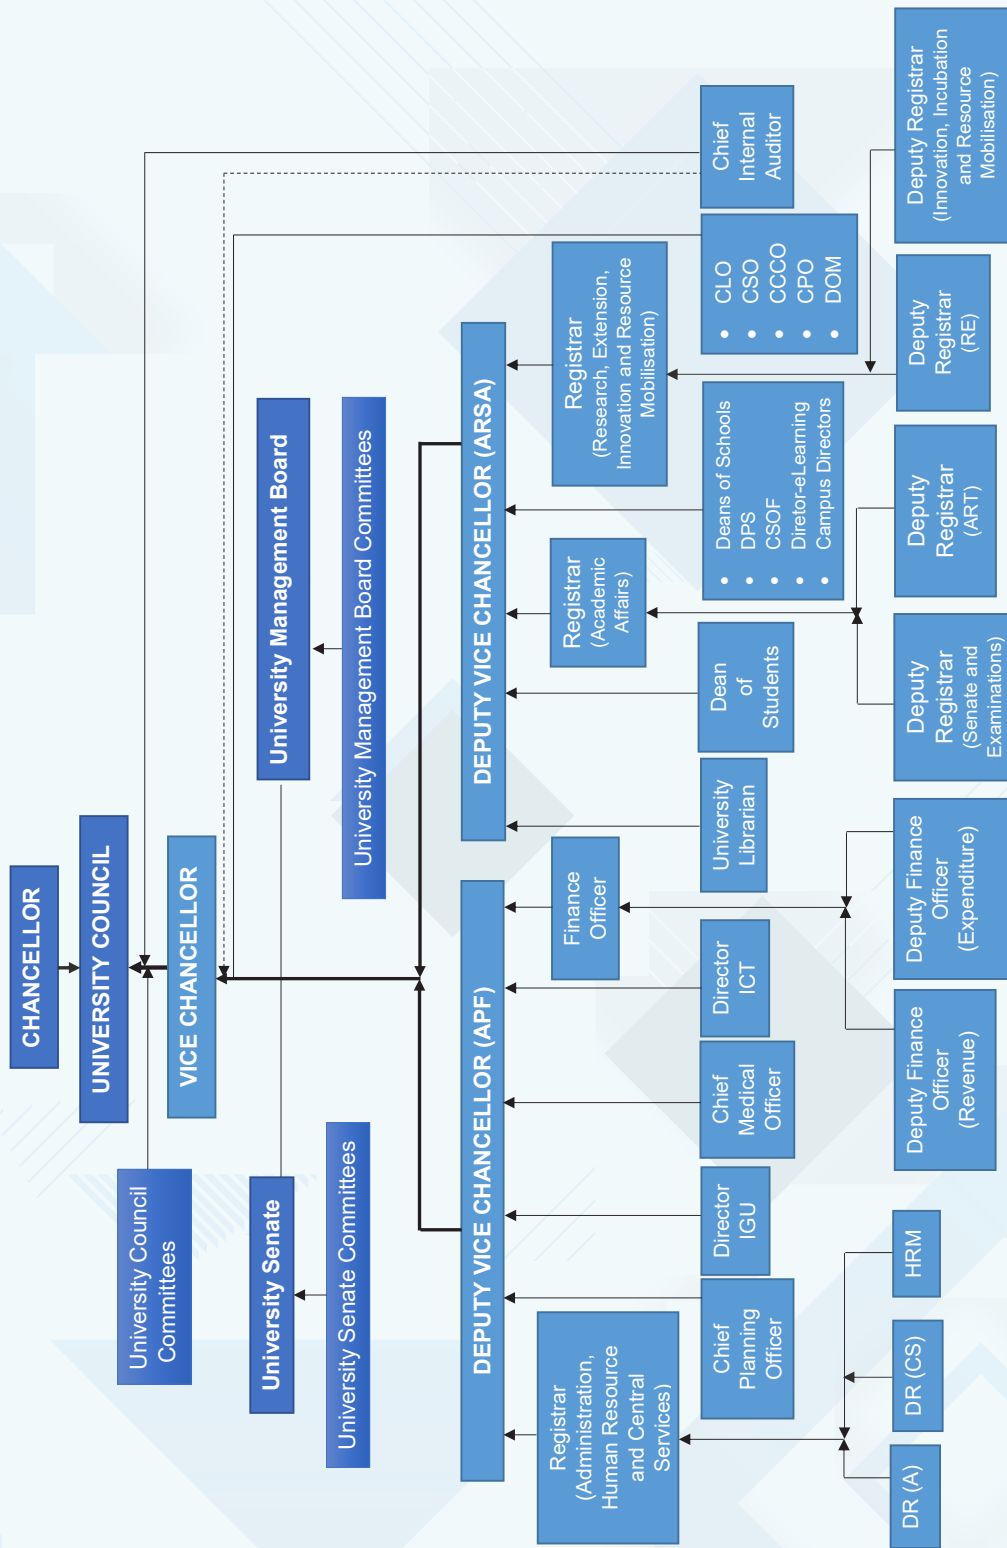 CHANCELLOR
UNIVERSITY COUNCIL
University Council
Committees
VICE CHANCELLOR
University Senate
University Management Board
University Senate Committees
University Management Board Committees
DEPUTY VICE CHANCELLOR (APF)
DEPUTY VICE CHANCELLOR (ARSA)
Registrar
(Administration,
Human Resource
and Central
Services)
Finance
Officer
Registrar
(Academic
Affairs)
Registrar
(Research, Extension,
Innovation and Resource
Mobilisation)
Chief
Planning
Officer
Director
IGU
Chief
Medical
Officer
Director
ICT
University
Librarian
Dean
of
Students
• Deans of Schools
• DPS
• CSOF
• Diretor-eLearning
• Campus Directors
• CLO
• CSO
• CCCO
• CPO
• DOM
Chief
Internal
Auditor
DR (A)
DR (CS)
HRM
Deputy Finance
Officer
(Revenue)
Deputy Finance
Officer
(Expenditure)
Deputy
Registrar
(Senate and
Examinations)
Deputy
Registrar
(ART)
Deputy
Registrar
(RE)
Deputy Registrar
(Innovation, Incubation
and Resource
Mobilisation)